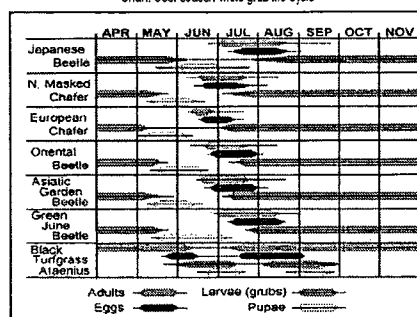 APR MAY JUN JUL AUG SEP OCT NOV
Japanese
Beetle
N. Masked
Chafer
European
Chafer
Oriental
Beetle
Asiatic
Garden
Beetle
Green
June
Beetle
Black
Turfgrass
Ataenius
Adults
Larvae (grubs)
Eggs
Pupae